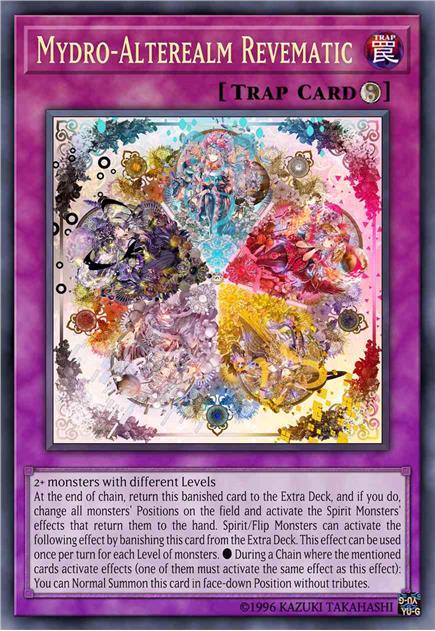 MYDRO-ALTEREALM REVEMATIC
TRAP
罠
[TRAP CARD]
2+ monsters with different Levels
At the end of chain, return this banished card to the Extra Deck, and if you do,
change all monsters' Positions on the field and activate the Spirit Monsters'
effects that return them to the hand. Spirit/Flip Monsters can activate the
following effect by banishing this card from the Extra Deck. This effect can be used
once per turn for each Level of monsters. ● During a Chain where the mentioned
cards activate effects (one of them must activate the same effect as this effect):
You can Normal Summon this card in face-down Position without tributes.
©1996 KAZUKI TAKAHASHI